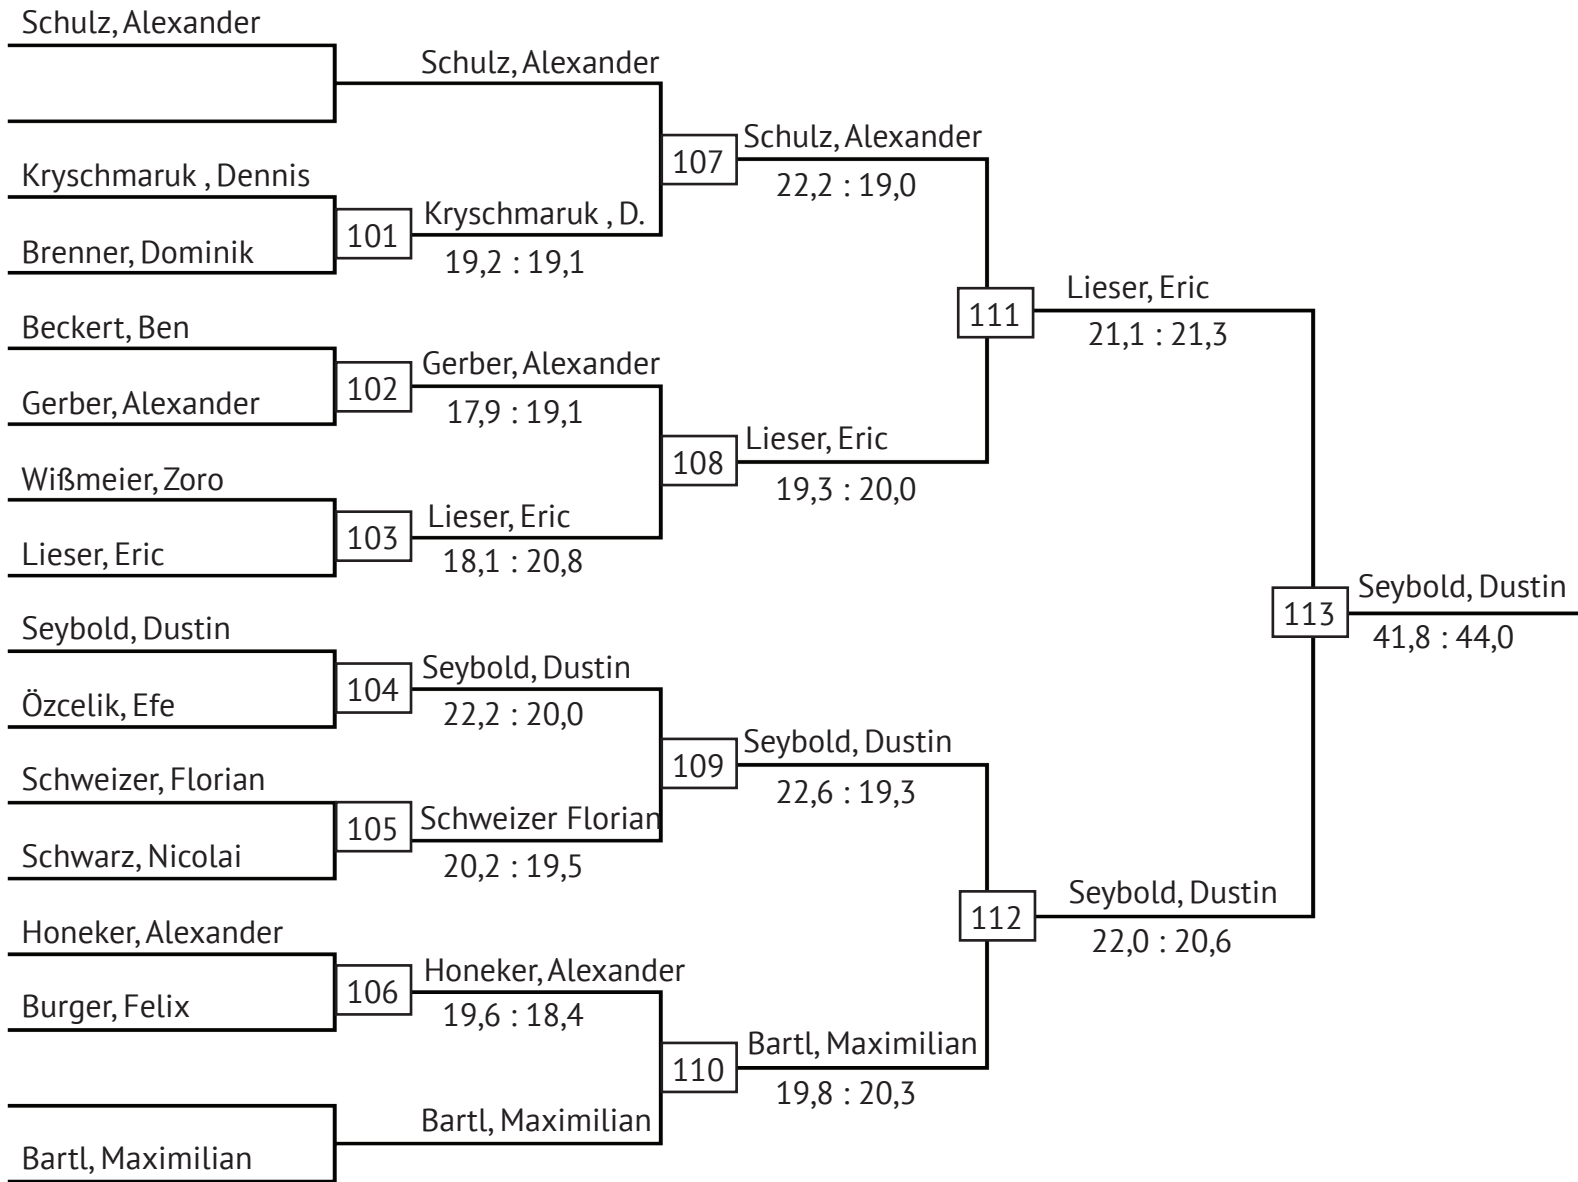 Schulz, Alexander
Schulz, Alexander
107
Schulz, Alexander
22,2 : 19,0
Kryschmaruk , Dennis
101
Kryschmaruk , D.
19,2 : 19,1
Brenner, Dominik
111
Lieser, Eric
21,1 : 21,3
Beckert, Ben
102
Gerber, Alexander
17,9 : 19,1
Gerber, Alexander
108
Lieser, Eric
19,3 : 20,0
Wißmeier, Zoro
103
Lieser, Eric
18,1 : 20,8
Lieser, Eric
113
Seybold, Dustin
41,8 : 44,0
Seybold, Dustin
104
Seybold, Dustin
22,2 : 20,0
Özcelik, Efe
109
Seybold, Dustin
22,6 : 19,3
Schweizer, Florian
105
Schweizer Florian
20,2 : 19,5
Schwarz, Nicolai
112
Seybold, Dustin
22,0 : 20,6
Honeker, Alexander
106
Honeker, Alexander
19,6 : 18,4
Burger, Felix
110
Bartl, Maximilian
19,8 : 20,3
Bartl, Maximilian
Bartl, Maximilian